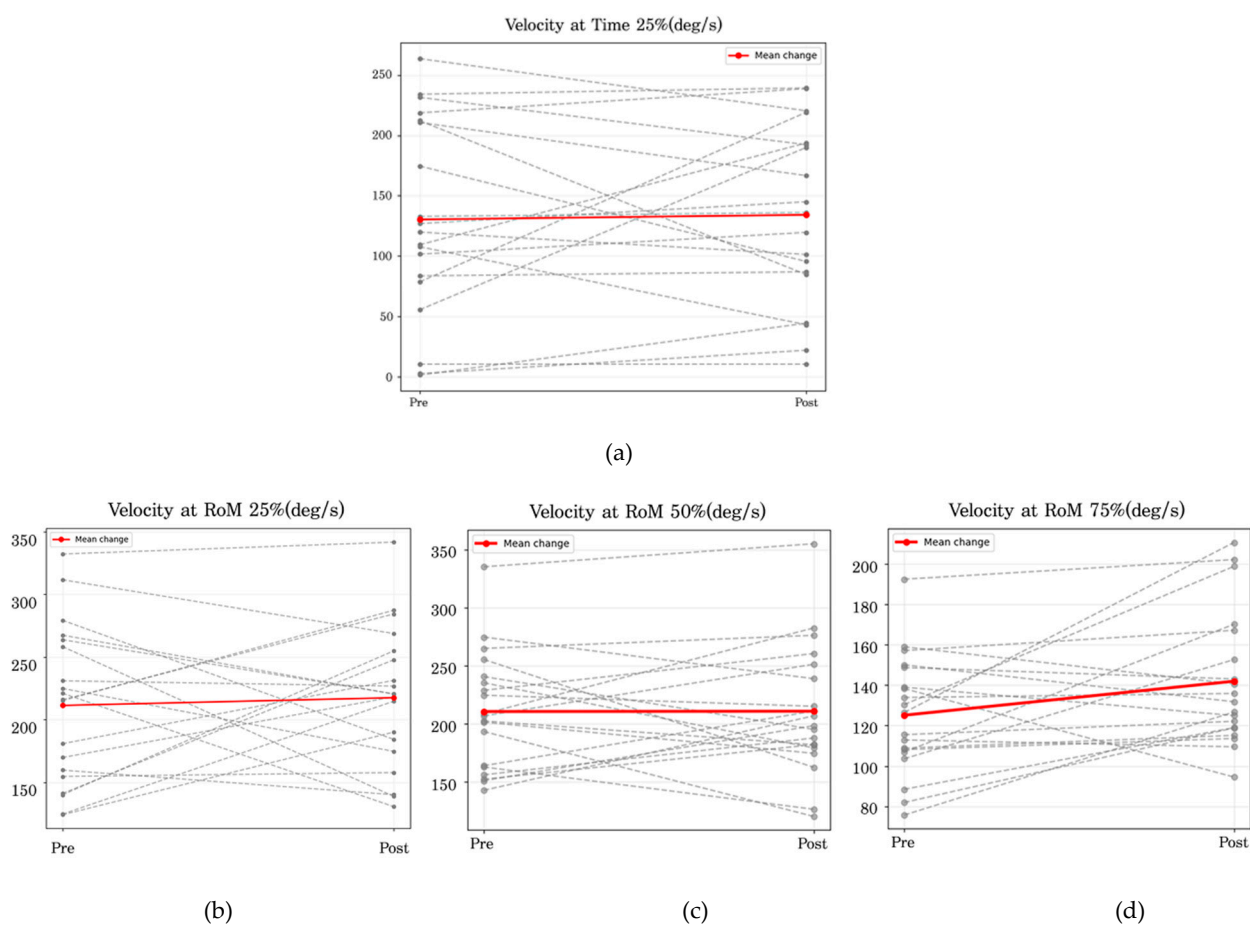 Velocity at Time 25%(deg/s)
Mean change
250
200
150
100
50
0
Pre
Post
(a)
Velocity at RoM 25%(deg/s)
Mean change
350
300
250
200
150
Pre
Post
(b)
Velocity at RoM 50%(deg/s)
Mean change
350
300
250
200
150
Pre
Post
(c)
Velocity at RoM 75%(deg/s)
Mean change
200
180
160
140
120
100
80
Pre
Post
(d)